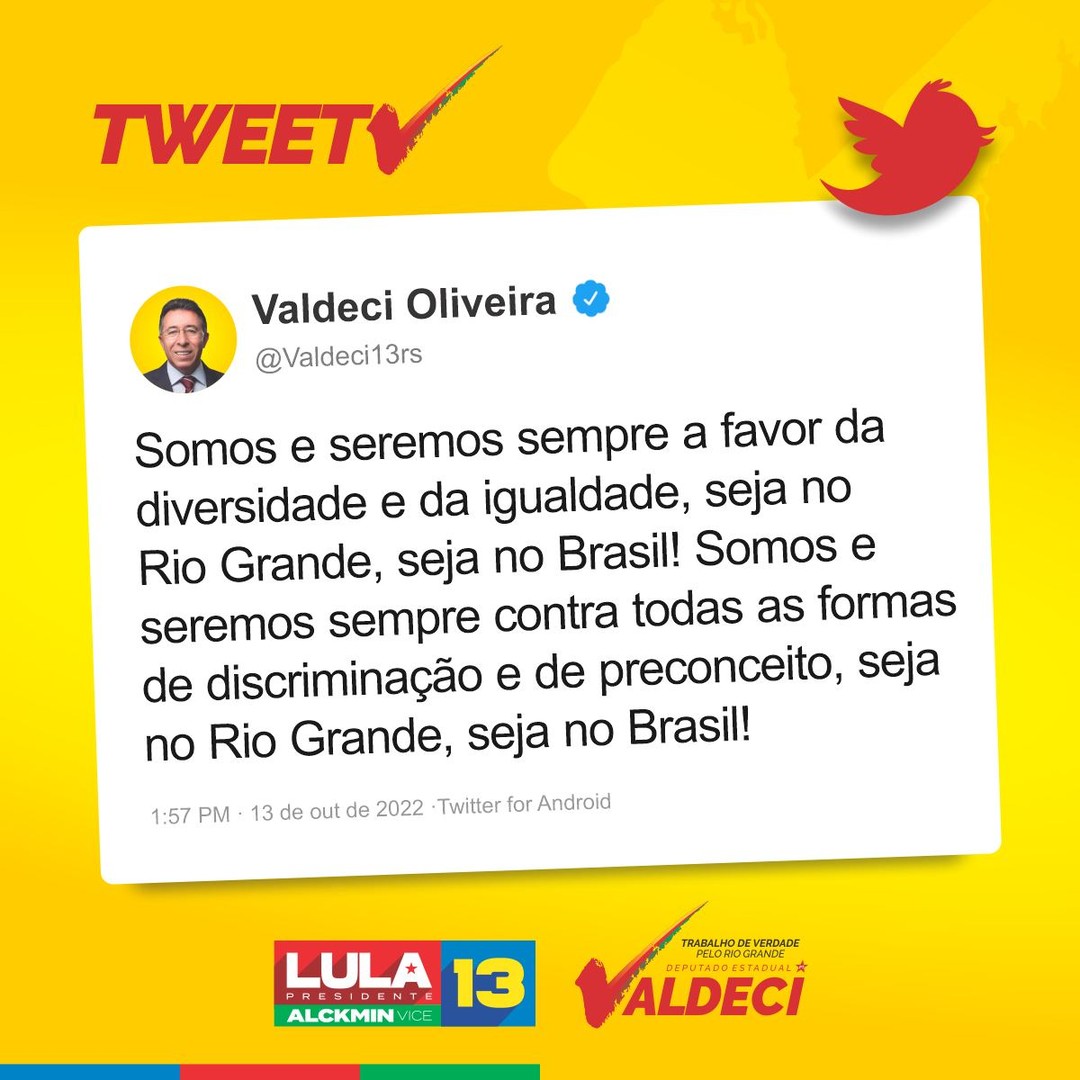 TWEET
Valdeci Oliveira
@Valdeci13rs
Somos e seremos sempre a favor da
diversidade e da igualdade, seja no
Rio Grande, seja no Brasil! Somos e
seremos sempre contra todas as formas
de discriminação e de preconceito, seja
no Rio Grande, seja no Brasil!
1:57 PM · 13 de out de 2022 ·Twitter for Android
LULA
PRESIDENTE
ALCKMIN VICE
13
TRABALHO DE VERDADE
PELO RIO GRANDE
DEPUTADO ESTADUAL
VALDECI